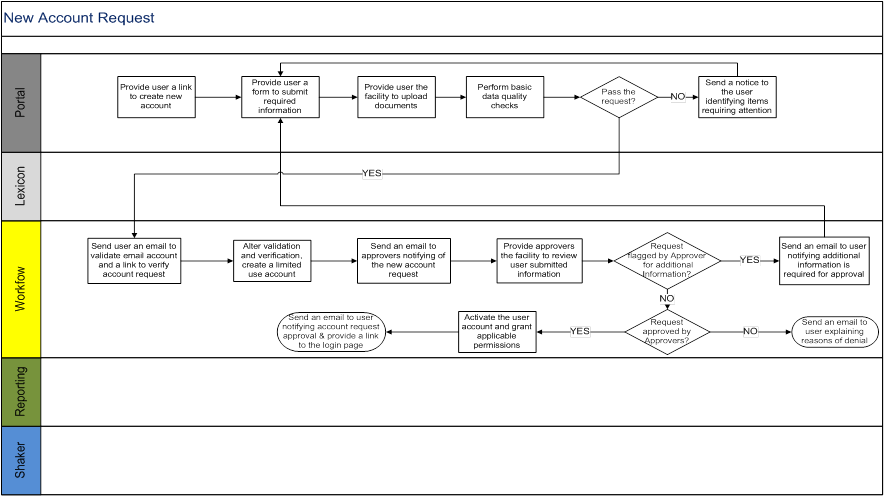 New Account Request
Portal
Provide user a link
to create new
account
Provide user a
form to submit
required
information
Provide user the
facility to upload
documents
Perform basic
data quality
checks
Pass the
request?
NO
Send a notice to
the user
identifying items
requiring attention
Lexicon
YES
Workfow
Send user an email to
validate email account
and a link to verify
account request
Alter validation
and verification,
create a limited
use account
Send an email to
approvers notifying of
the new account
request
Provide approvers
the facility to review
user submitted
information
Request
flagged by Approver
for additional
Information?
YES
Send an email to user
notifying additional
Information is
required for approval
NO
Send an email to user
notifying account request
approval & provide a link
to the login page
Activate the user
account and grant
applicable
permissions
YES
Request
approved by
Approvers?
NO
Send an email to
user explaining
reasons of denial
Reporting
Shaker